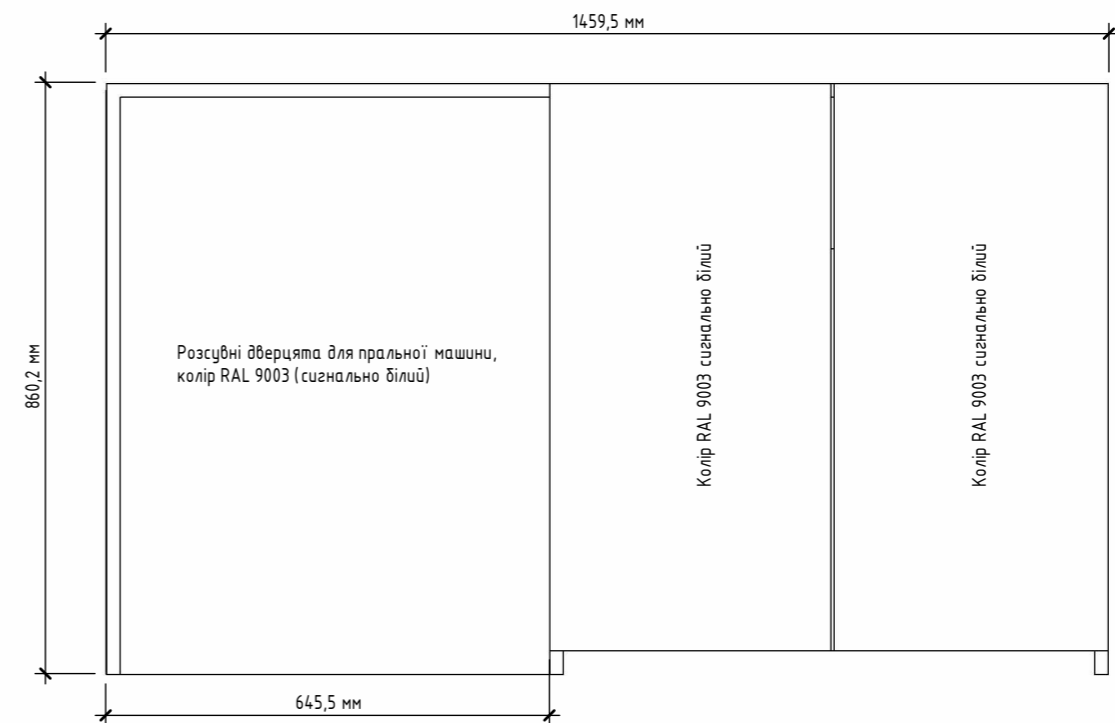 1459,5 мм
860,2 мм
Розсувні дверцята для пральної машини,
колір RAL 9003 (сигнально білий)
Колір RAL 9003 сигнально білий
Колір RAL 9003 сигнально білий
645,5 мм